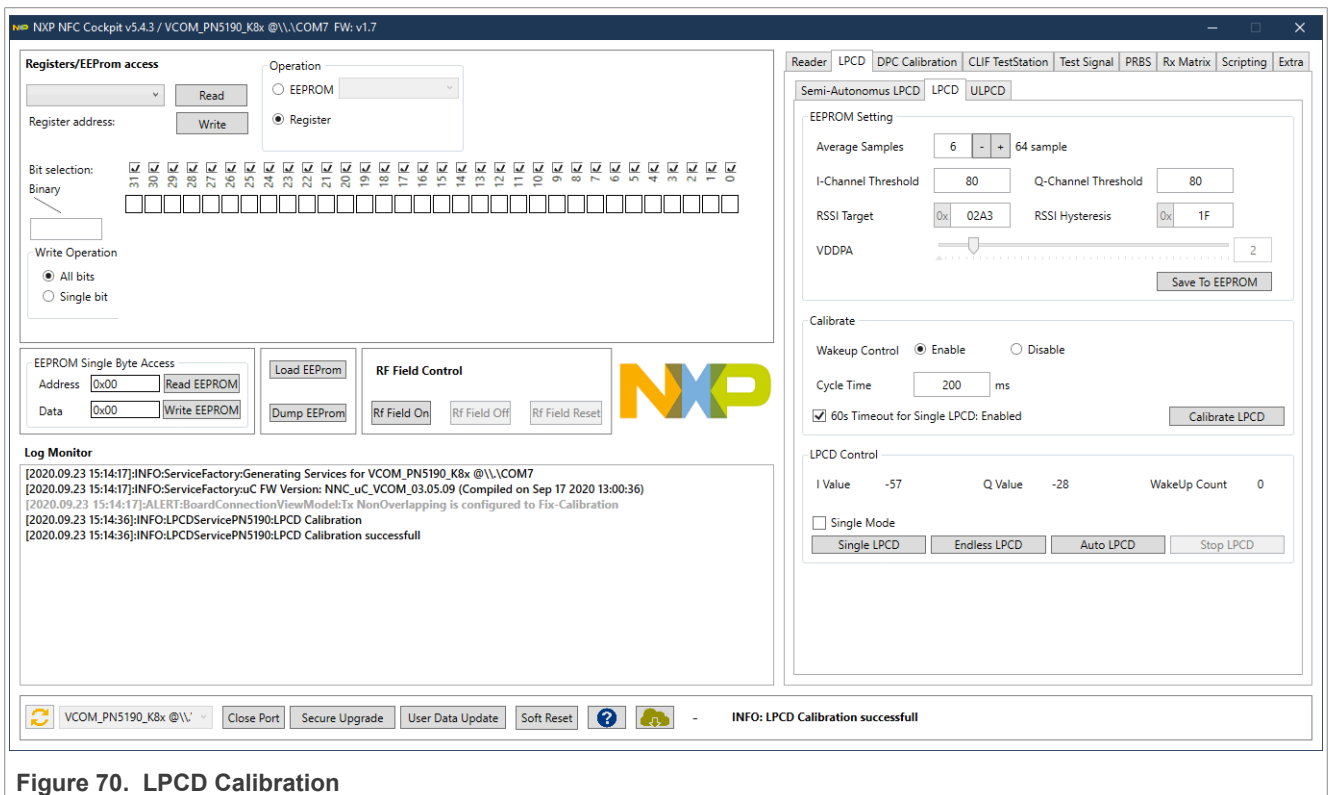 NXP NFC Cockpit v5.4.3 / VCOM_PN5190_K8x @\\.\COM7 FW: v1.7
Registers/EEProm access
Read
Register address:
Write
Operation
EEPROM
Register
Bit selection:
31 30 29 28 27 26 25 24 23 22 21 20 19 18 17 16 15 14 13 12 11 10 9 8 7 6 5 4 3 2 1 0
Binary
Write Operation
All bits
Single bit
EEPROM Single Byte Access
Address 0x00 Read EEPROM
Data 0x00 Write EEPROM
Load EEProm
Dump EEProm
RF Field Control
Rf Field On Rf Field Off Rf Field Reset
NXP
Log Monitor
[2020.09.23 15:14:17]:INFO:ServiceFactory:Generating Services for VCOM_PN5190_K8x @\\.\COM7
[2020.09.23 15:14:17]:INFO:ServiceFactory:uC FW Version: NNC_uC_VCOM_03.05.09 (Compiled on Sep 17 2020 13:00:36)
[2020.09.23 15:14:17]:ALERT:BoardConnectionViewModel:Tx NonOverlapping is configured to Fix-Calibration
[2020.09.23 15:14:36]:INFO:LPCDServicePN5190:LPCD Calibration
[2020.09.23 15:14:36]:INFO:LPCDServicePN5190:LPCD Calibration successfull
Reader LPCD DPC Calibration CLIF TestStation Test Signal PRBS Rx Matrix Scripting Extra
Semi-Autonomus LPCD LPCD ULPCD
EEPROM Setting
Average Samples 6 - + 64 sample
I-Channel Threshold 80 Q-Channel Threshold 80
RSSI Target 0x 02A3 RSSI Hysteresis 0x 1F
VDDPA 2
Save To EEPROM
Calibrate
Wakeup Control Enable Disable
Cycle Time 200 ms
60s Timeout for Single LPCD: Enabled Calibrate LPCD
LPCD Control
I Value -57 Q Value -28 WakeUp Count 0
Single Mode
Single LPCD Endless LPCD Auto LPCD Stop LPCD
VCOM_PN5190_K8x @\\.' Close Port Secure Upgrade User Data Update Soft Reset ? - INFO: LPCD Calibration successfull
Figure 70. LPCD Calibration